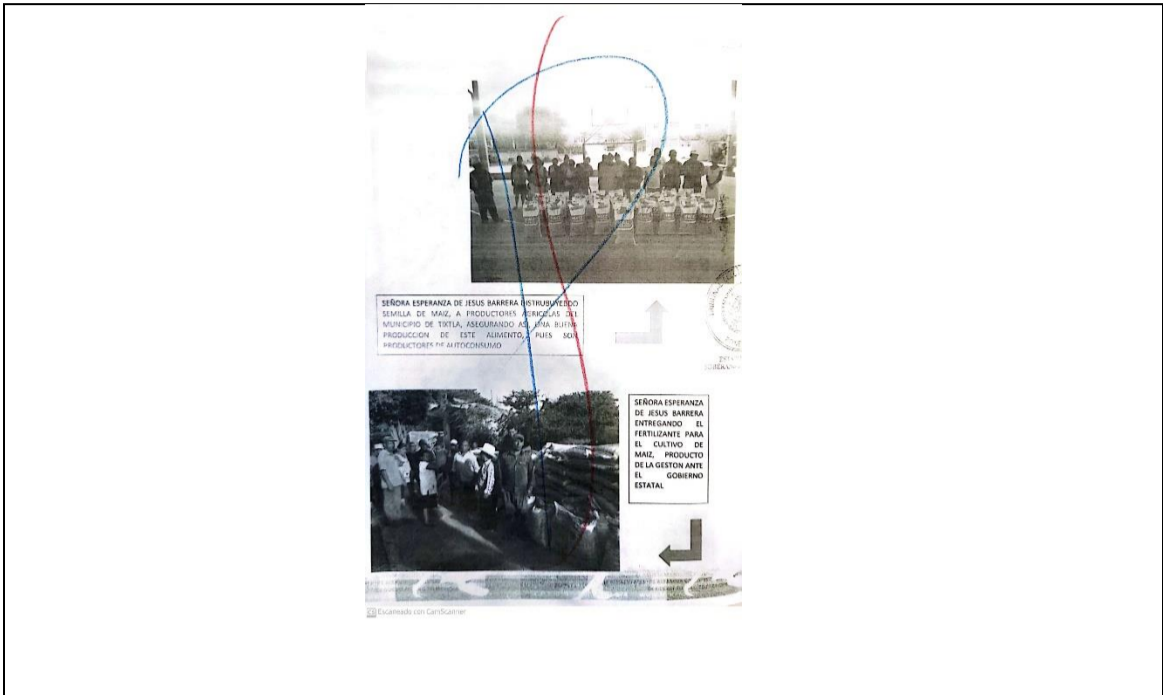 SEÑORA ESPERANZA DE JESUS BARRERA DISTRUBUYEBDO
SEMILLA DE MAIZ, A PRODUCTORES AGRICOLAS DEL
MUNICIPIO DE TIXTLA, ASEGURANDO ASI, UNA BUENA
PRODUCCION DE ESTE ALIMENTO, PUES SON
PRODUCTORES DE AUTOCONSUMO
SEÑORA ESPERANZA
DE JESUS BARRERA
ENTREGANDO EL
FERTILIZANTE PARA
EL CULTIVO DE
MAIZ, PRODUCTO
DE LA GESTON ANTE
EL GOBIERNO
ESTATAL
CS Escaneado con CamScanner